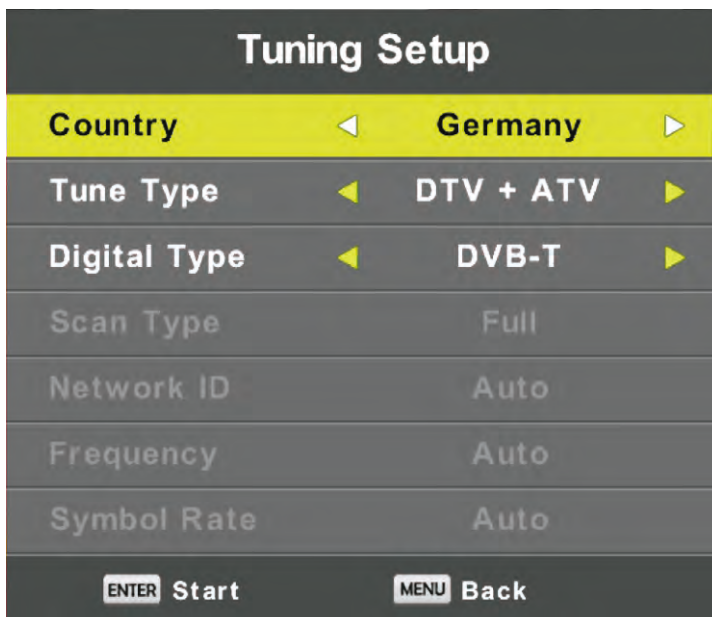 Tuning Setup
Country Germany
Tune Type DTV + ATV
Digital Type DVB-T
Scan Type Full
Network ID Auto
Frequency Auto
Symbol Rate Auto
ENTER Start MENU Back